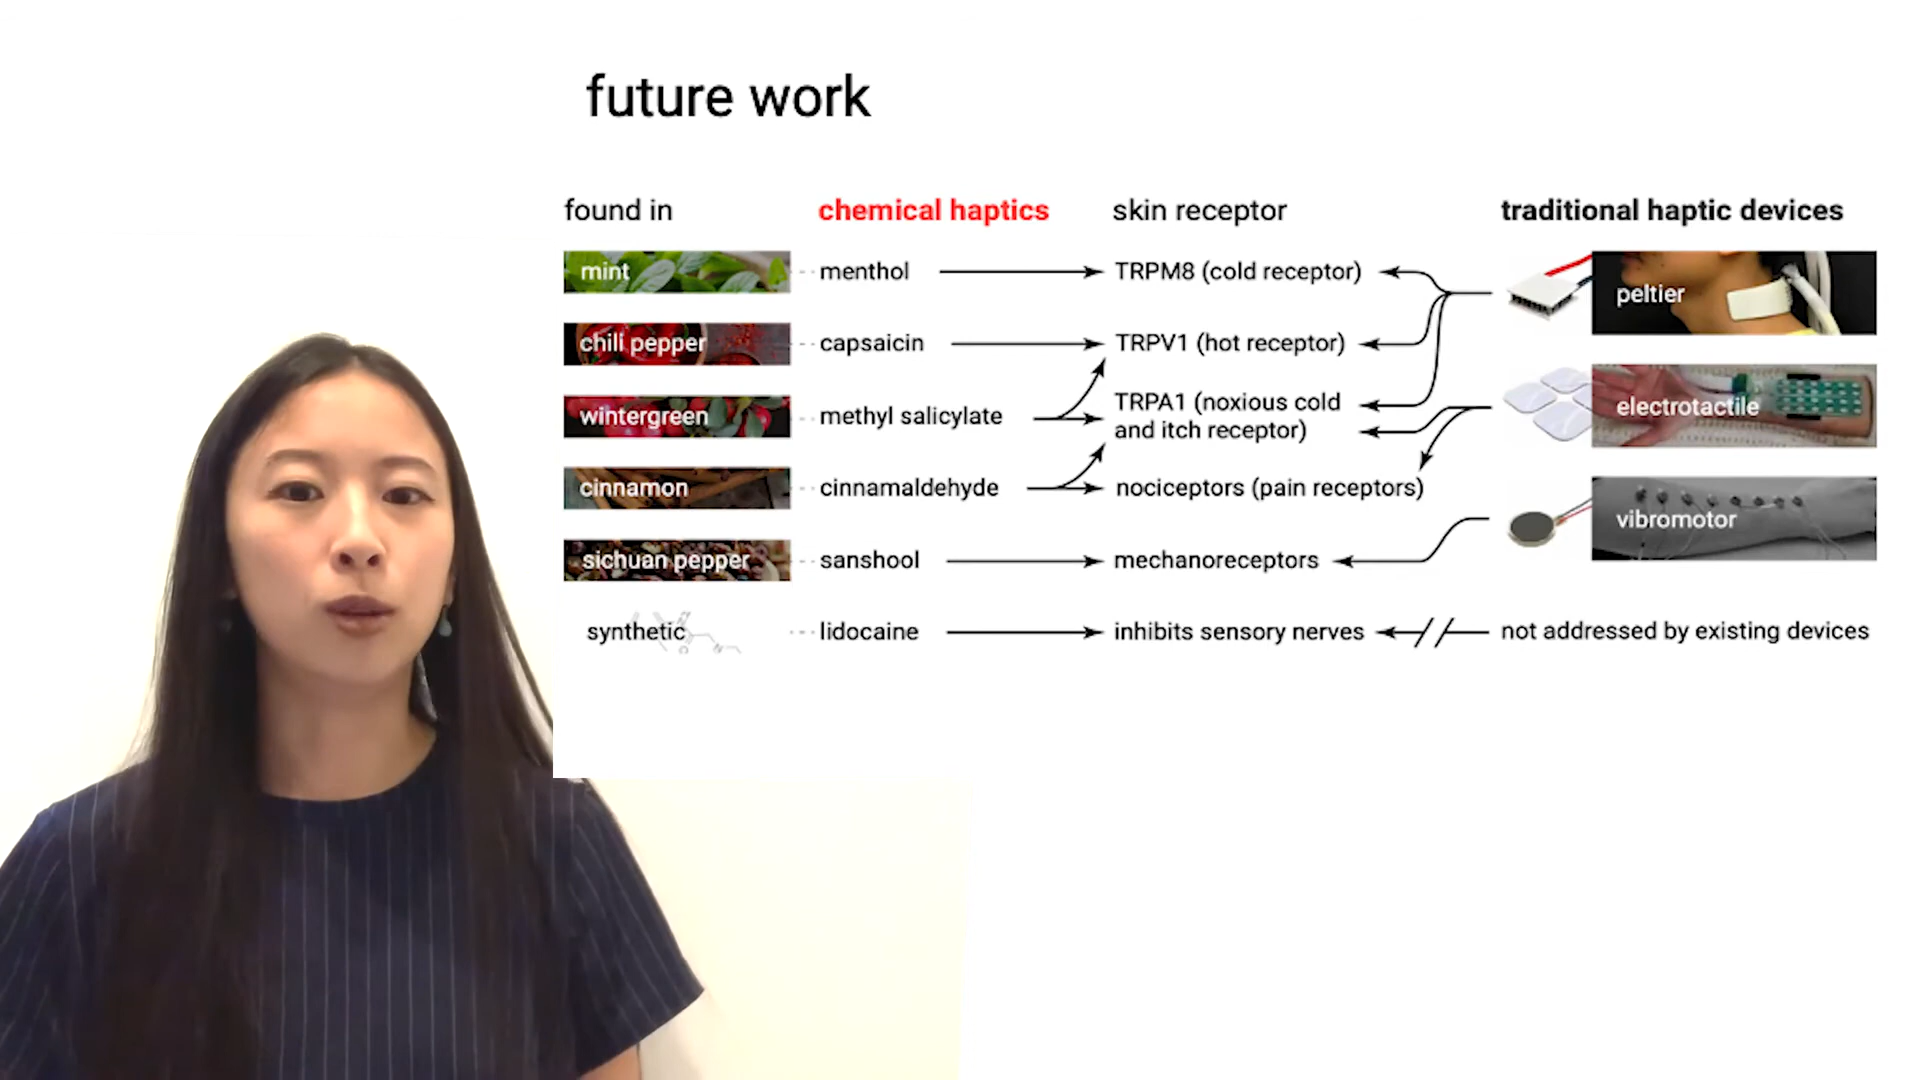 future work
found in chemical haptics skin receptor traditional haptic devices
mint menthol TRPM8 (cold receptor) peltier
chili pepper capsaicin TRPV1 (hot receptor)
wintergreen methyl salicylate TRPA1 (noxious cold
and itch receptor) electrotactile
cinnamon cinnamaldehyde nociceptors (pain receptors)
vibromotor
sichuan pepper sanshool mechanoreceptors
synthetic lidocaine inhibits sensory nerves not addressed by existing devices